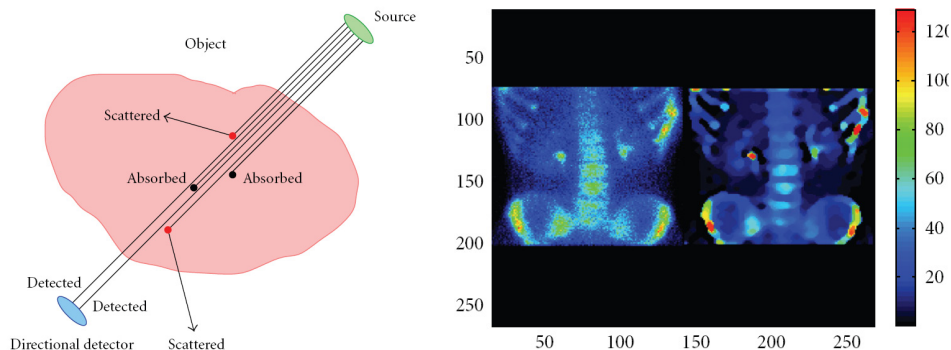 Source
Object
Scattered
Absorbed
Absorbed
Detected
Detected
Directional detector
Scattered
50
100
150
200
250
50
100
150
200
250
120
100
80
60
40
20